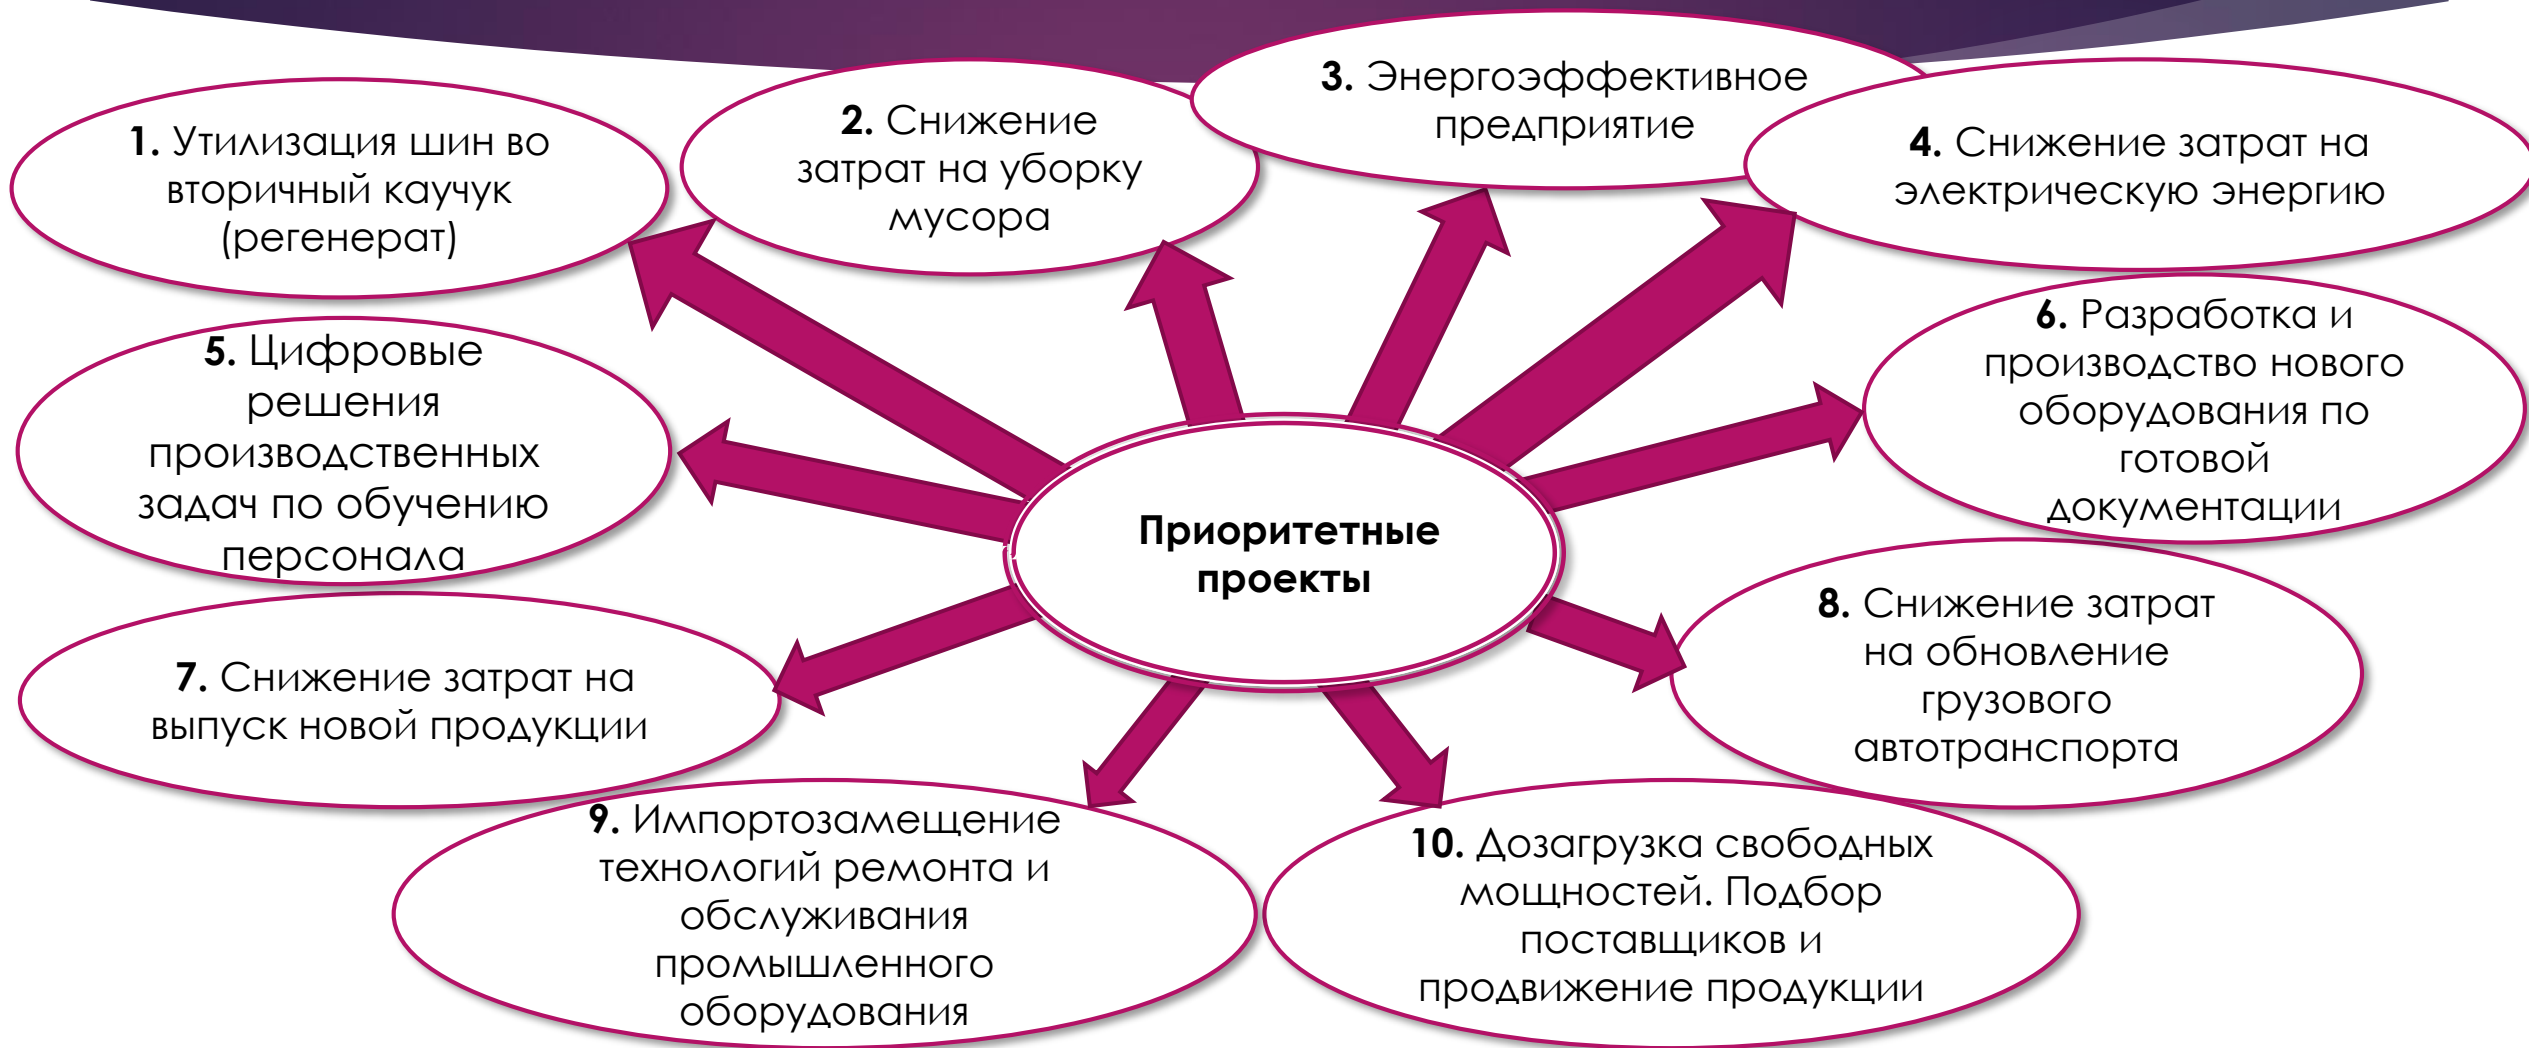 1. Утилизация шин во
вторичный каучук
(регенерат)
2. Снижение
затрат на уборку
мусора
3. Энергоэффективное
предприятие
4. Снижение затрат на
электрическую энергию
5. Цифровые
решения
производственных
задач по обучению
персонала
6. Разработка и
производство нового
оборудования по
готовой
документации
Приоритетные
проекты
7. Снижение затрат на
выпуск новой продукции
8. Снижение затрат
на обновление
грузового
автотранспорта
9. Импортозамещение
технологий ремонта и
обслуживания
промышленного
оборудования
10. Дозагрузка свободных
мощностей. Подбор
поставщиков и
продвижение продукции